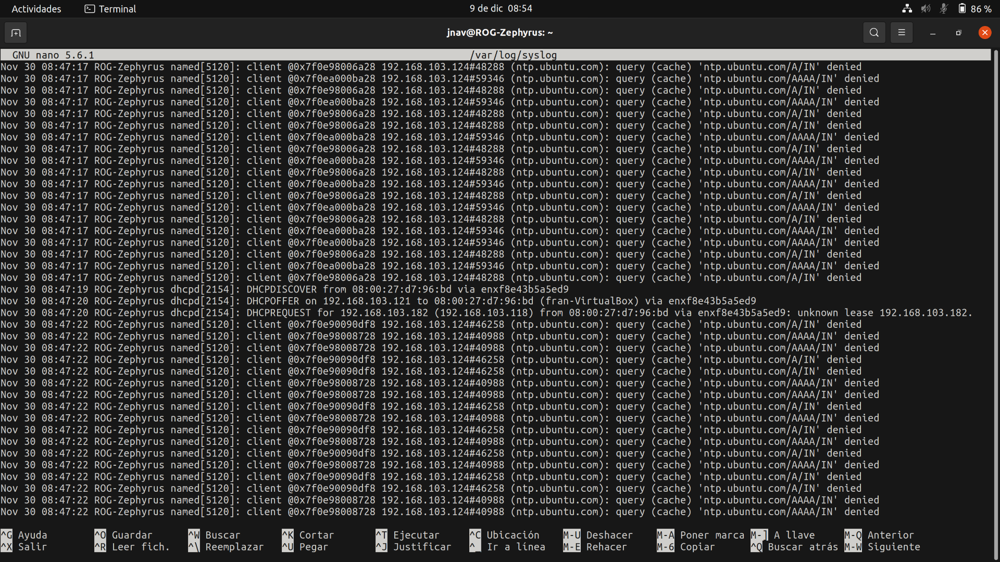 Actividades Terminal 9 de dic 08:54 86 %
jnav@ROG-Zephyrus: ~
GNU nano 5.6.1 /var/log/syslog
Nov 30 08:47:17 ROG-Zephyrus named[5120]: client @0x7f0e98006a28 192.168.103.124#48288 (ntp.ubuntu.com): query (cache) 'ntp.ubuntu.com/A/IN' denied
Nov 30 08:47:17 ROG-Zephyrus named[5120]: client @0x7f0ea000ba28 192.168.103.124#59346 (ntp.ubuntu.com): query (cache) 'ntp.ubuntu.com/AAAA/IN' denied
Nov 30 08:47:17 ROG-Zephyrus named[5120]: client @0x7f0e98006a28 192.168.103.124#48288 (ntp.ubuntu.com): query (cache) 'ntp.ubuntu.com/A/IN' denied
Nov 30 08:47:17 ROG-Zephyrus named[5120]: client @0x7f0ea000ba28 192.168.103.124#59346 (ntp.ubuntu.com): query (cache) 'ntp.ubuntu.com/AAAA/IN' denied
Nov 30 08:47:17 ROG-Zephyrus named[5120]: client @0x7f0e98006a28 192.168.103.124#48288 (ntp.ubuntu.com): query (cache) 'ntp.ubuntu.com/A/IN' denied
Nov 30 08:47:17 ROG-Zephyrus named[5120]: client @0x7f0e98006a28 192.168.103.124#48288 (ntp.ubuntu.com): query (cache) 'ntp.ubuntu.com/A/IN' denied
Nov 30 08:47:17 ROG-Zephyrus named[5120]: client @0x7f0ea000ba28 192.168.103.124#59346 (ntp.ubuntu.com): query (cache) 'ntp.ubuntu.com/AAAA/IN' denied
Nov 30 08:47:17 ROG-Zephyrus named[5120]: client @0x7f0e98006a28 192.168.103.124#48288 (ntp.ubuntu.com): query (cache) 'ntp.ubuntu.com/A/IN' denied
Nov 30 08:47:17 ROG-Zephyrus named[5120]: client @0x7f0ea000ba28 192.168.103.124#59346 (ntp.ubuntu.com): query (cache) 'ntp.ubuntu.com/AAAA/IN' denied
Nov 30 08:47:17 ROG-Zephyrus named[5120]: client @0x7f0e98006a28 192.168.103.124#48288 (ntp.ubuntu.com): query (cache) 'ntp.ubuntu.com/A/IN' denied
Nov 30 08:47:17 ROG-Zephyrus named[5120]: client @0x7f0ea000ba28 192.168.103.124#59346 (ntp.ubuntu.com): query (cache) 'ntp.ubuntu.com/AAAA/IN' denied
Nov 30 08:47:17 ROG-Zephyrus named[5120]: client @0x7f0e98006a28 192.168.103.124#48288 (ntp.ubuntu.com): query (cache) 'ntp.ubuntu.com/A/IN' denied
Nov 30 08:47:17 ROG-Zephyrus named[5120]: client @0x7f0ea000ba28 192.168.103.124#59346 (ntp.ubuntu.com): query (cache) 'ntp.ubuntu.com/AAAA/IN' denied
Nov 30 08:47:17 ROG-Zephyrus named[5120]: client @0x7f0e98006a28 192.168.103.124#48288 (ntp.ubuntu.com): query (cache) 'ntp.ubuntu.com/A/IN' denied
Nov 30 08:47:17 ROG-Zephyrus named[5120]: client @0x7f0ea000ba28 192.168.103.124#59346 (ntp.ubuntu.com): query (cache) 'ntp.ubuntu.com/AAAA/IN' denied
Nov 30 08:47:17 ROG-Zephyrus named[5120]: client @0x7f0ea000ba28 192.168.103.124#59346 (ntp.ubuntu.com): query (cache) 'ntp.ubuntu.com/AAAA/IN' denied
Nov 30 08:47:17 ROG-Zephyrus named[5120]: client @0x7f0e98006a28 192.168.103.124#48288 (ntp.ubuntu.com): query (cache) 'ntp.ubuntu.com/A/IN' denied
Nov 30 08:47:17 ROG-Zephyrus named[5120]: client @0x7f0ea000ba28 192.168.103.124#59346 (ntp.ubuntu.com): query (cache) 'ntp.ubuntu.com/AAAA/IN' denied
Nov 30 08:47:17 ROG-Zephyrus named[5120]: client @0x7f0e98006a28 192.168.103.124#48288 (ntp.ubuntu.com): query (cache) 'ntp.ubuntu.com/A/IN' denied
Nov 30 08:47:19 ROG-Zephyrus dhcpd[2154]: DHCPDISCOVER from 08:00:27:d7:96:bd via enxf8e43b5a5ed9
Nov 30 08:47:20 ROG-Zephyrus dhcpd[2154]: DHCPOFFER on 192.168.103.121 to 08:00:27:d7:96:bd (fran-VirtualBox) via enxf8e43b5a5ed9
Nov 30 08:47:20 ROG-Zephyrus dhcpd[2154]: DHCPREQUEST for 192.168.103.182 (192.168.103.118) from 08:00:27:d7:96:bd via enxf8e43b5a5ed9: unknown lease 192.168.103.182.
Nov 30 08:47:22 ROG-Zephyrus named[5120]: client @0x7f0e90090df8 192.168.103.124#46258 (ntp.ubuntu.com): query (cache) 'ntp.ubuntu.com/A/IN' denied
Nov 30 08:47:22 ROG-Zephyrus named[5120]: client @0x7f0e98008728 192.168.103.124#40988 (ntp.ubuntu.com): query (cache) 'ntp.ubuntu.com/AAAA/IN' denied
Nov 30 08:47:22 ROG-Zephyrus named[5120]: client @0x7f0e98008728 192.168.103.124#40988 (ntp.ubuntu.com): query (cache) 'ntp.ubuntu.com/AAAA/IN' denied
Nov 30 08:47:22 ROG-Zephyrus named[5120]: client @0x7f0e90090df8 192.168.103.124#46258 (ntp.ubuntu.com): query (cache) 'ntp.ubuntu.com/A/IN' denied
Nov 30 08:47:22 ROG-Zephyrus named[5120]: client @0x7f0e90090df8 192.168.103.124#46258 (ntp.ubuntu.com): query (cache) 'ntp.ubuntu.com/A/IN' denied
Nov 30 08:47:22 ROG-Zephyrus named[5120]: client @0x7f0e98008728 192.168.103.124#40988 (ntp.ubuntu.com): query (cache) 'ntp.ubuntu.com/AAAA/IN' denied
Nov 30 08:47:22 ROG-Zephyrus named[5120]: client @0x7f0e98008728 192.168.103.124#40988 (ntp.ubuntu.com): query (cache) 'ntp.ubuntu.com/AAAA/IN' denied
Nov 30 08:47:22 ROG-Zephyrus named[5120]: client @0x7f0e90090df8 192.168.103.124#46258 (ntp.ubuntu.com): query (cache) 'ntp.ubuntu.com/A/IN' denied
Nov 30 08:47:22 ROG-Zephyrus named[5120]: client @0x7f0e98008728 192.168.103.124#40988 (ntp.ubuntu.com): query (cache) 'ntp.ubuntu.com/AAAA/IN' denied
Nov 30 08:47:22 ROG-Zephyrus named[5120]: client @0x7f0e90090df8 192.168.103.124#46258 (ntp.ubuntu.com): query (cache) 'ntp.ubuntu.com/A/IN' denied
Nov 30 08:47:22 ROG-Zephyrus named[5120]: client @0x7f0e98008728 192.168.103.124#40988 (ntp.ubuntu.com): query (cache) 'ntp.ubuntu.com/AAAA/IN' denied
Nov 30 08:47:22 ROG-Zephyrus named[5120]: client @0x7f0e90090df8 192.168.103.124#46258 (ntp.ubuntu.com): query (cache) 'ntp.ubuntu.com/A/IN' denied
Nov 30 08:47:22 ROG-Zephyrus named[5120]: client @0x7f0e98008728 192.168.103.124#40988 (ntp.ubuntu.com): query (cache) 'ntp.ubuntu.com/AAAA/IN' denied
Nov 30 08:47:22 ROG-Zephyrus named[5120]: client @0x7f0e90090df8 192.168.103.124#46258 (ntp.ubuntu.com): query (cache) 'ntp.ubuntu.com/A/IN' denied
Nov 30 08:47:22 ROG-Zephyrus named[5120]: client @0x7f0e90090df8 192.168.103.124#46258 (ntp.ubuntu.com): query (cache) 'ntp.ubuntu.com/A/IN' denied
Nov 30 08:47:22 ROG-Zephyrus named[5120]: client @0x7f0e98008728 192.168.103.124#40988 (ntp.ubuntu.com): query (cache) 'ntp.ubuntu.com/AAAA/IN' denied
Nov 30 08:47:22 ROG-Zephyrus named[5120]: client @0x7f0e98008728 192.168.103.124#40988 (ntp.ubuntu.com): query (cache) 'ntp.ubuntu.com/AAAA/IN' denied
^G Ayuda ^O Guardar ^W Buscar ^K Cortar ^T Ejecutar ^C Ubicación M-U Deshacer M-A Poner marca M-] A llave M-Q Anterior
^X Salir ^R Leer fich. ^\ Reemplazar ^U Pegar ^J Justificar ^_ Ir a línea M-E Rehacer M-6 Copiar ^Q Buscar atrás M-W Siguiente